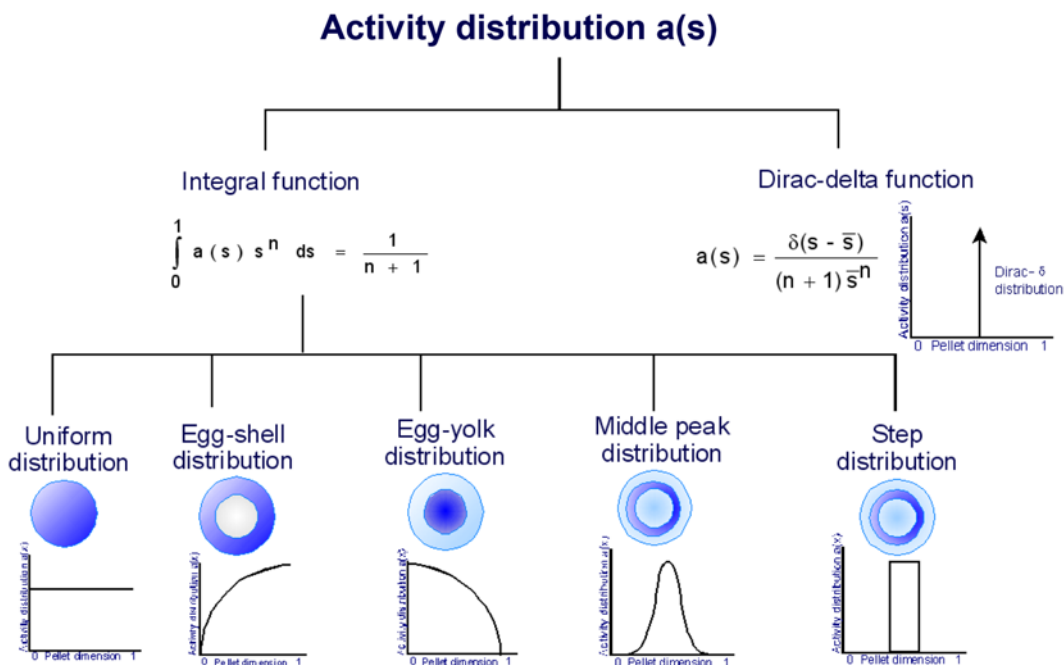 Activity distribution a(s)
Integral function
Dirac-delta function
1
∫ a(s) s^n ds = 1 / (n + 1)
0
a(s) = δ(s - s̄) / ((n + 1) s̄^n)
Activity distribution a(s)
Dirac- δ
distribution
0 Pellet dimension 1
Uniform
distribution
Egg-shell
distribution
Egg-yolk
distribution
Middle peak
distribution
Step
distribution
Activity distribution a(x)
0 Pellet dimension 1
Activity distribution a(x)
0 Pellet dimension 1
Activity distribution a(x)
0 Pellet dimension 1
Activity distribution a(x)
0 Pellet dimension 1
Activity distribution a(x)
0 Pellet dimension 1